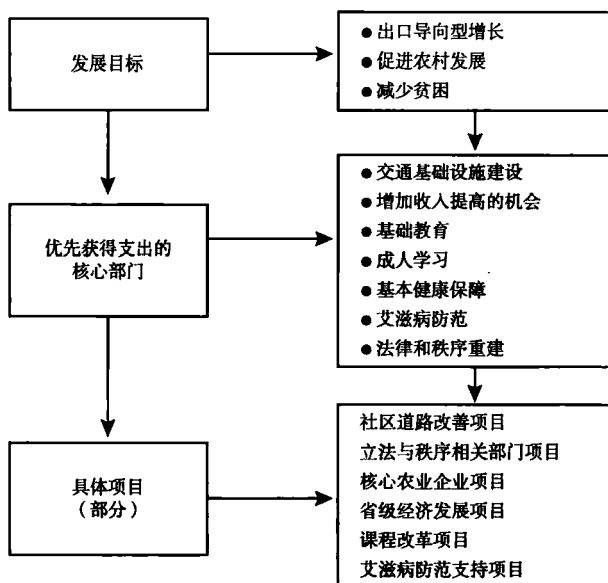 发展目标
● 出口导向型增长
● 促进农村发展
● 减少贫困
优先获得支出的
核心部门
● 交通基础设施建设
● 增加收入提高的机会
● 基础教育
● 成人学习
● 基本健康保障
● 艾滋病防范
● 法律和秩序重建
具体项目
（部分）
社区道路改善项目
立法与秩序相关部门项目
核心农业企业项目
省级经济发展项目
课程改革项目
艾滋病防范支持项目